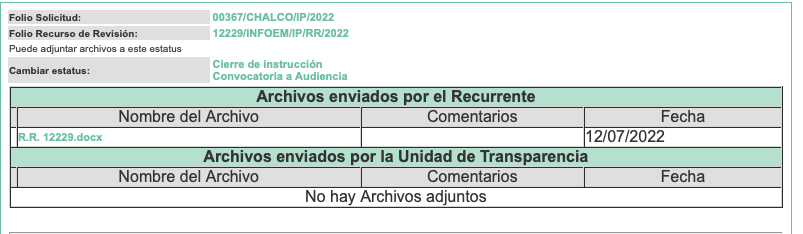 Folio Solicitud: 00367/CHALCO/IP/2022
Folio Recurso de Revisión: 12229/INFOEM/IP/RR/2022
Puede adjuntar archivos a este estatus
Cambiar estatus: Cierre de instrucción
Convocatoria a Audiencia
Archivos enviados por el Recurrente
Nombre del Archivo Comentarios Fecha
R.R. 12229.docx 12/07/2022
Archivos enviados por la Unidad de Transparencia
Nombre del Archivo Comentarios Fecha
No hay Archivos adjuntos